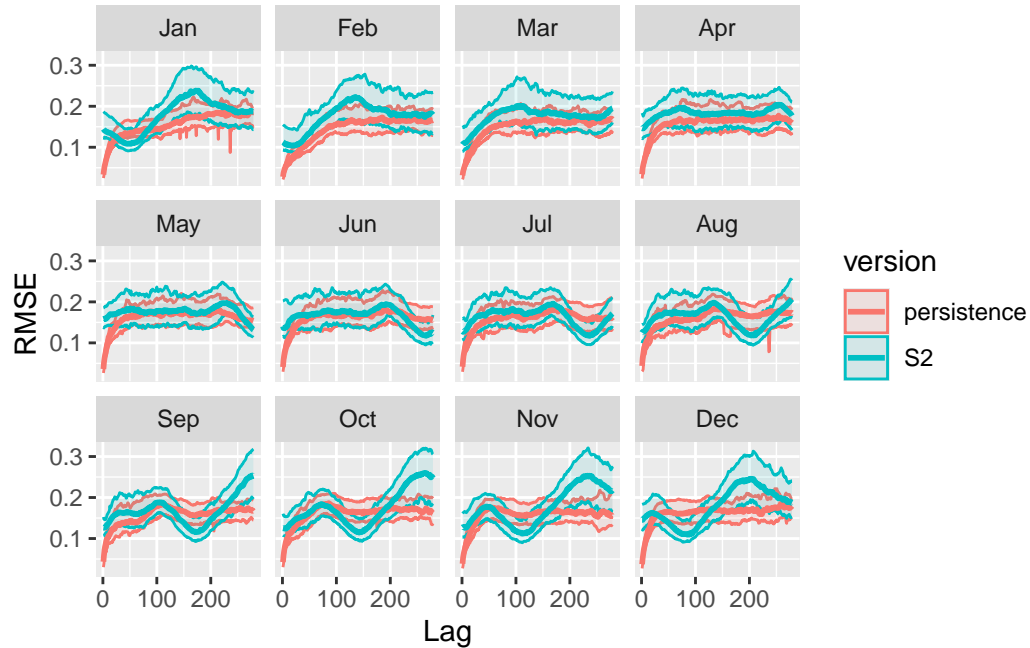 Jan Feb Mar Apr
0.3
0.2
0.1
May Jun Jul Aug
0.3
0.2
0.1
Sep Oct Nov Dec
0.3
0.2
0.1
0 100 200 0 100 200 0 100 200 0 100 200
Lag
RMSE
version
persistence
S2